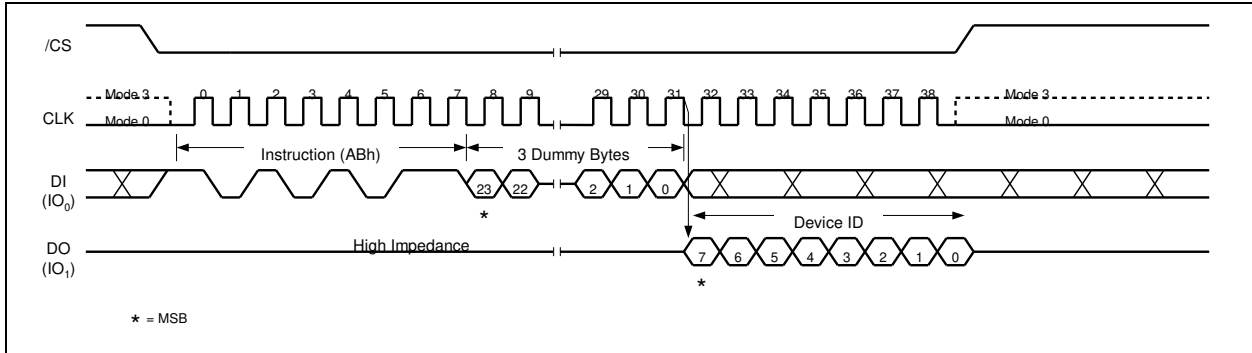 /CS
Mode 3 0 1 2 3 4 5 6 7 8 9 29 30 31 32 33 34 35 36 37 38 Mode 3
CLK
Mode 0 Mode 0
Instruction (ABh) 3 Dummy Bytes
DI
(IO0)
23 22 2 1 0
*
Device ID
High Impedance
DO
(IO1)
7 6 5 4 3 2 1 0
*
* = MSB